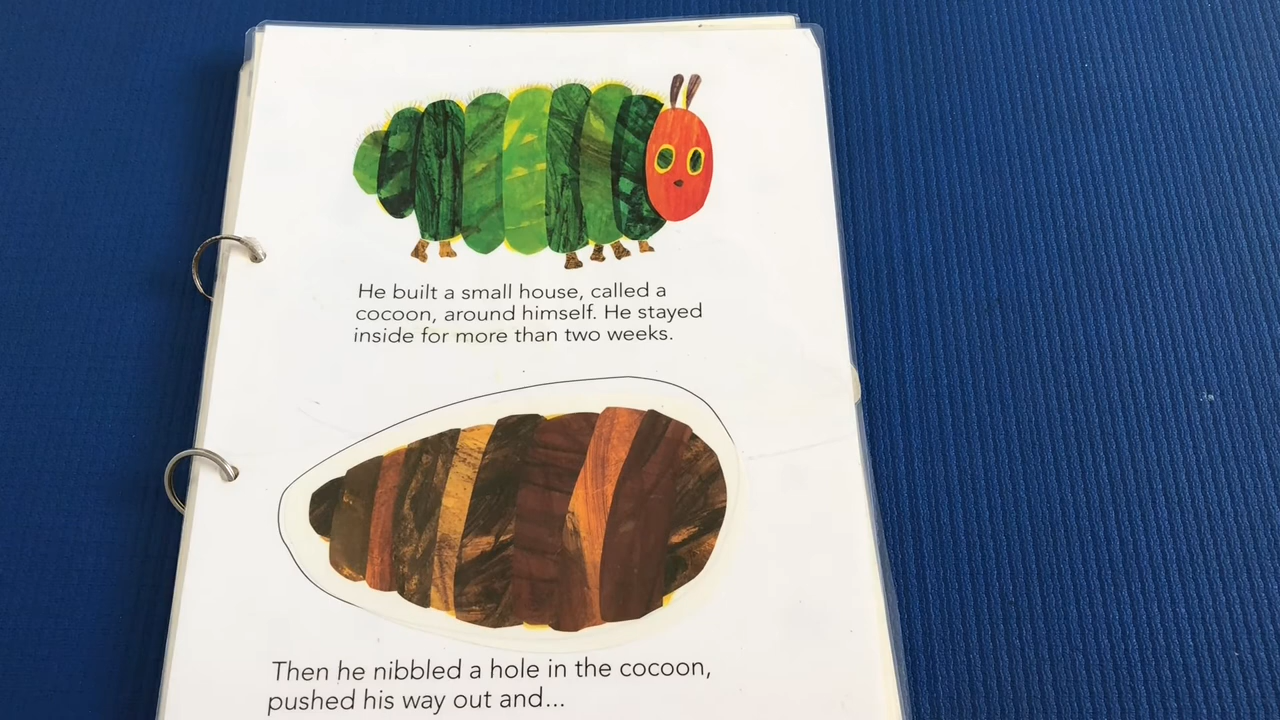 He built a small house, called a
cocoon, around himself. He stayed
inside for more than two weeks.
Then he nibbled a hole in the cocoon,
pushed his way out and...